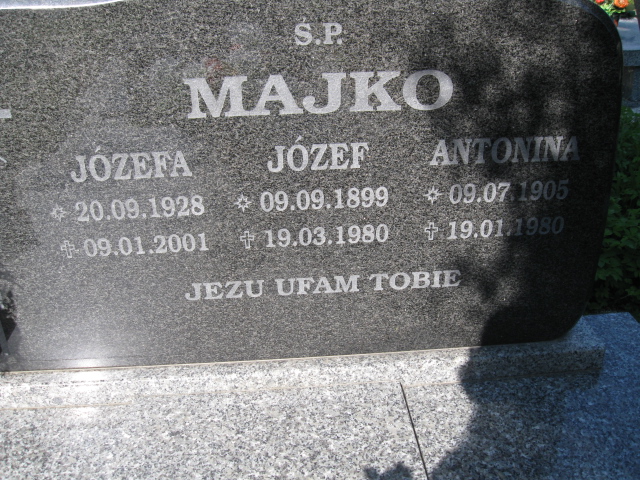 Ś.P.
MAJKO
JÓZEFA JÓZEF ANTONINA
✡ 20.09.1928 ✡ 09.09.1899 ✡ 09.07.1905
✝ 09.01.2001 ✝ 19.03.1980 ✝ 19.01.1980
JEZU UFAM TOBIE